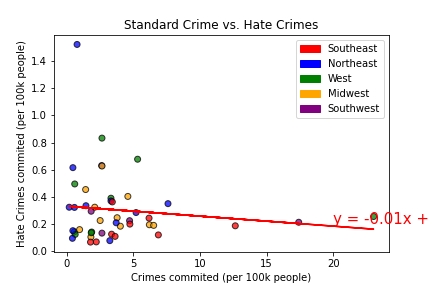 Standard Crime vs. Hate Crimes
Hate Crimes commited (per 100k people)
1.4
1.2
1.0
0.8
0.6
0.4
0.2
0.0
Southeast
Northeast
West
Midwest
Southwest
y = -0.01x +
0
5
10
15
20
Crimes commited (per 100k people)